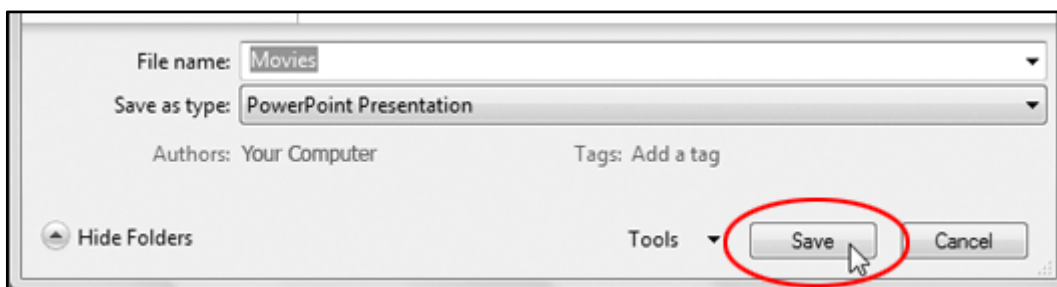 File name: Movies
Save as type: PowerPoint Presentation
Authors: Your Computer Tags: Add a tag
Hide Folders Tools Save Cancel